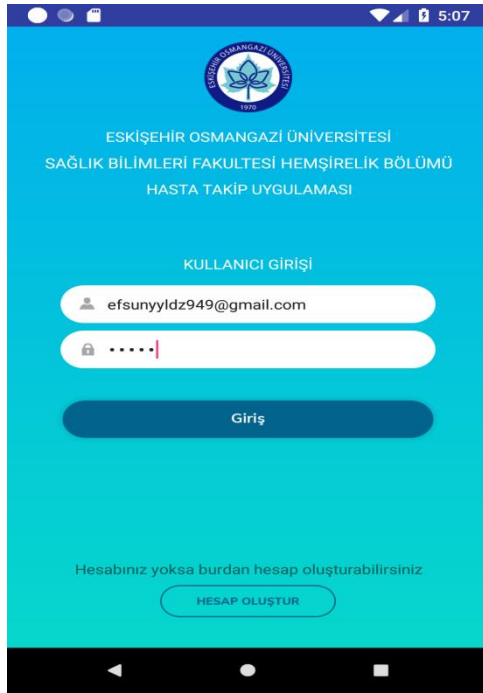 5:07
ESKİŞEHİR OSMANGAZİ ÜNİVERSİTESİ
1970
ESKİŞEHİR OSMANGAZİ ÜNİVERSİTESİ
SAĞLIK BİLİMLERİ FAKULTESİ HEMŞİRELİK BÖLÜMÜ
HASTA TAKİP UYGULAMASI
KULLANICI GİRİŞİ
efsunyyldz949@gmail.com
•••••
Giriş
Hesabınız yoksa burdan hesap oluşturabilirsiniz
HESAP OLUŞTUR